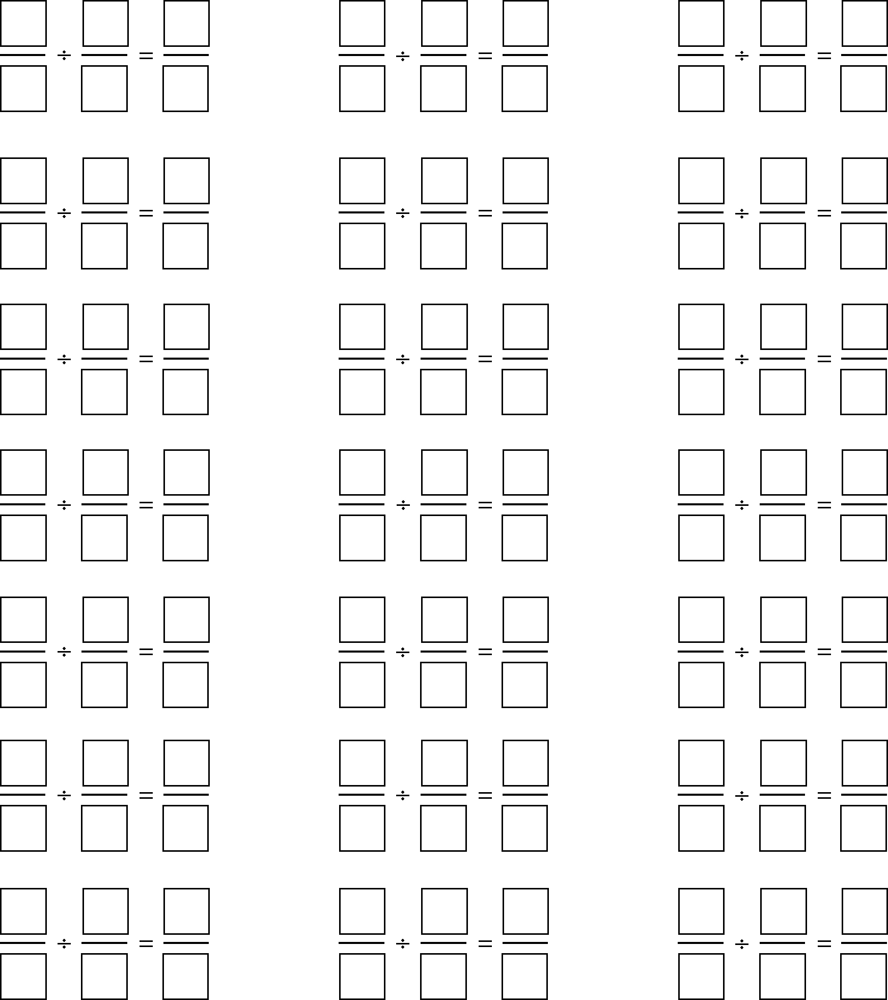 ÷ = ÷ = ÷ =
÷ = ÷ = ÷ =
÷ = ÷ = ÷ =
÷ = ÷ = ÷ =
÷ = ÷ = ÷ =
÷ = ÷ = ÷ =
÷ = ÷ = ÷ =